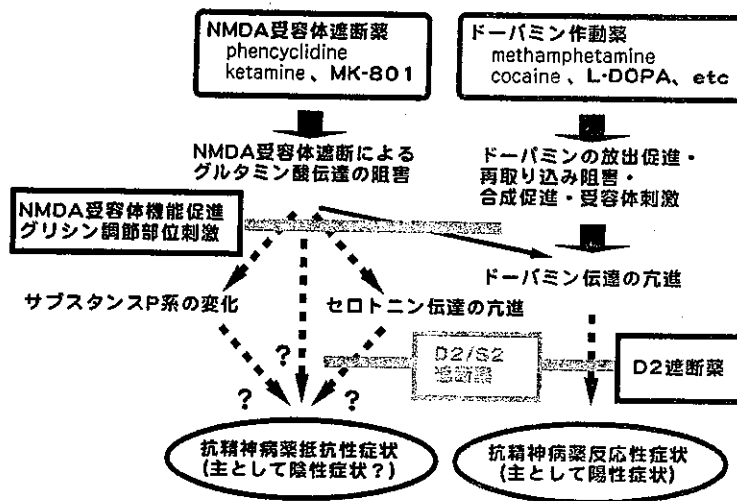 NMDA受容体遮断薬
phencyclidine
ketamine、MK-801
ドーパミン作動薬
methamphetamine
cocaine、L-DOPA、etc
NMDA受容体遮断による
グルタミン酸伝達の阻害
ドーパミンの放出促進・
再取り込み阻害・
合成促進・受容体刺激
NMDA受容体機能促進
グリシン調節部位刺激
サブスタンスP系の変化
セロトニン伝達の亢進
ドーパミン伝達の亢進
?
?
?
D2/S2
遮断薬
D2遮断薬
抗精神病薬抵抗性症状
(主として陰性症状?)
抗精神病薬反応性症状
(主として陽性症状)